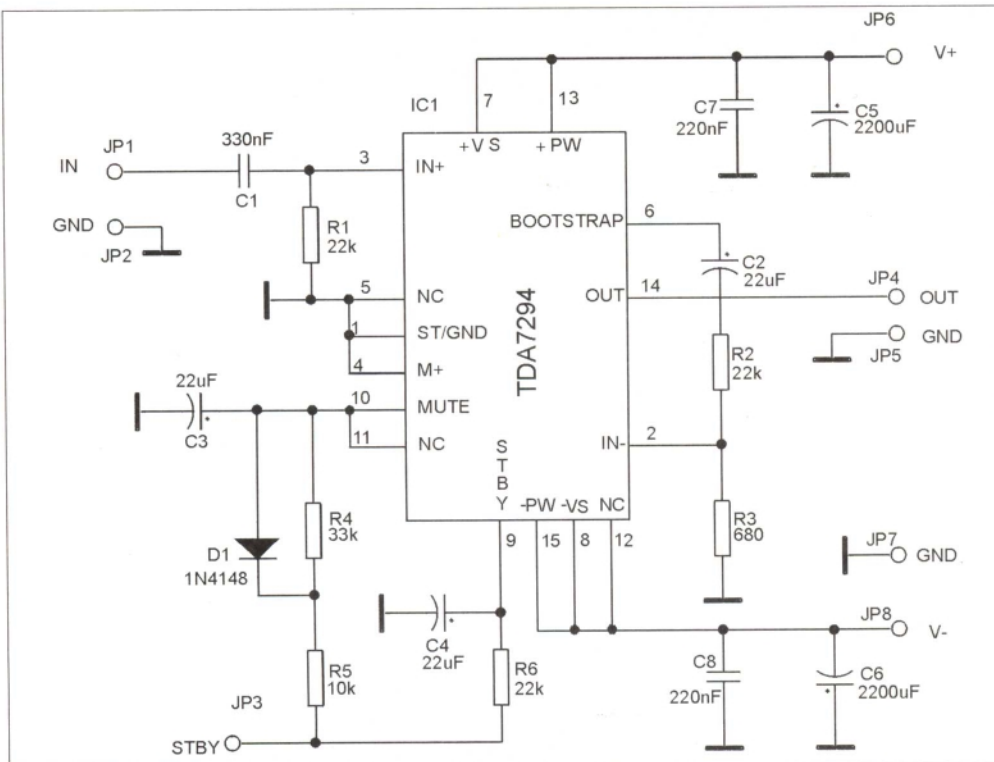 JP6
V+
IC1
7
13
C7
220nF
C5
2200uF
330nF
JP1
IN
C1
3
+V S
+ PW
IN+
GND
JP2
R1
22k
BOOTSTRAP
6
C2
22uF
5
NC
OUT
14
JP4
OUT
1
ST/GND
GND
JP5
4
M+
TDA7294
R2
22k
22uF
C3
10
MUTE
11
NC
IN-
2
STBY
R4
33k
-PW
-VS
NC
R3
680
D1
1N4148
9
15
8
12
JP7
GND
JP8
V-
C4
22uF
R5
10k
R6
22k
C8
220nF
C6
2200uF
JP3
STBY